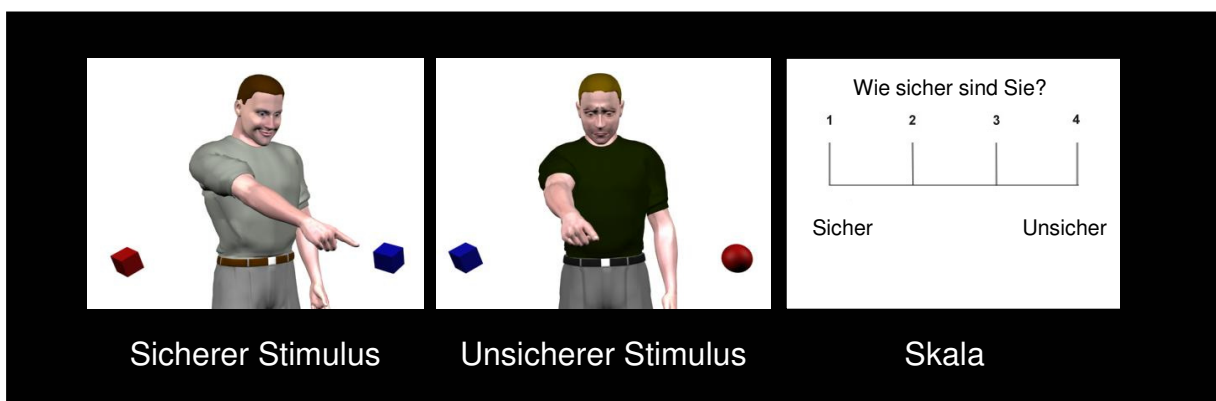 Wie sicher sind Sie?
1 2 3 4
Sicher Unsicher
Sicherer Stimulus Unsicherer Stimulus Skala